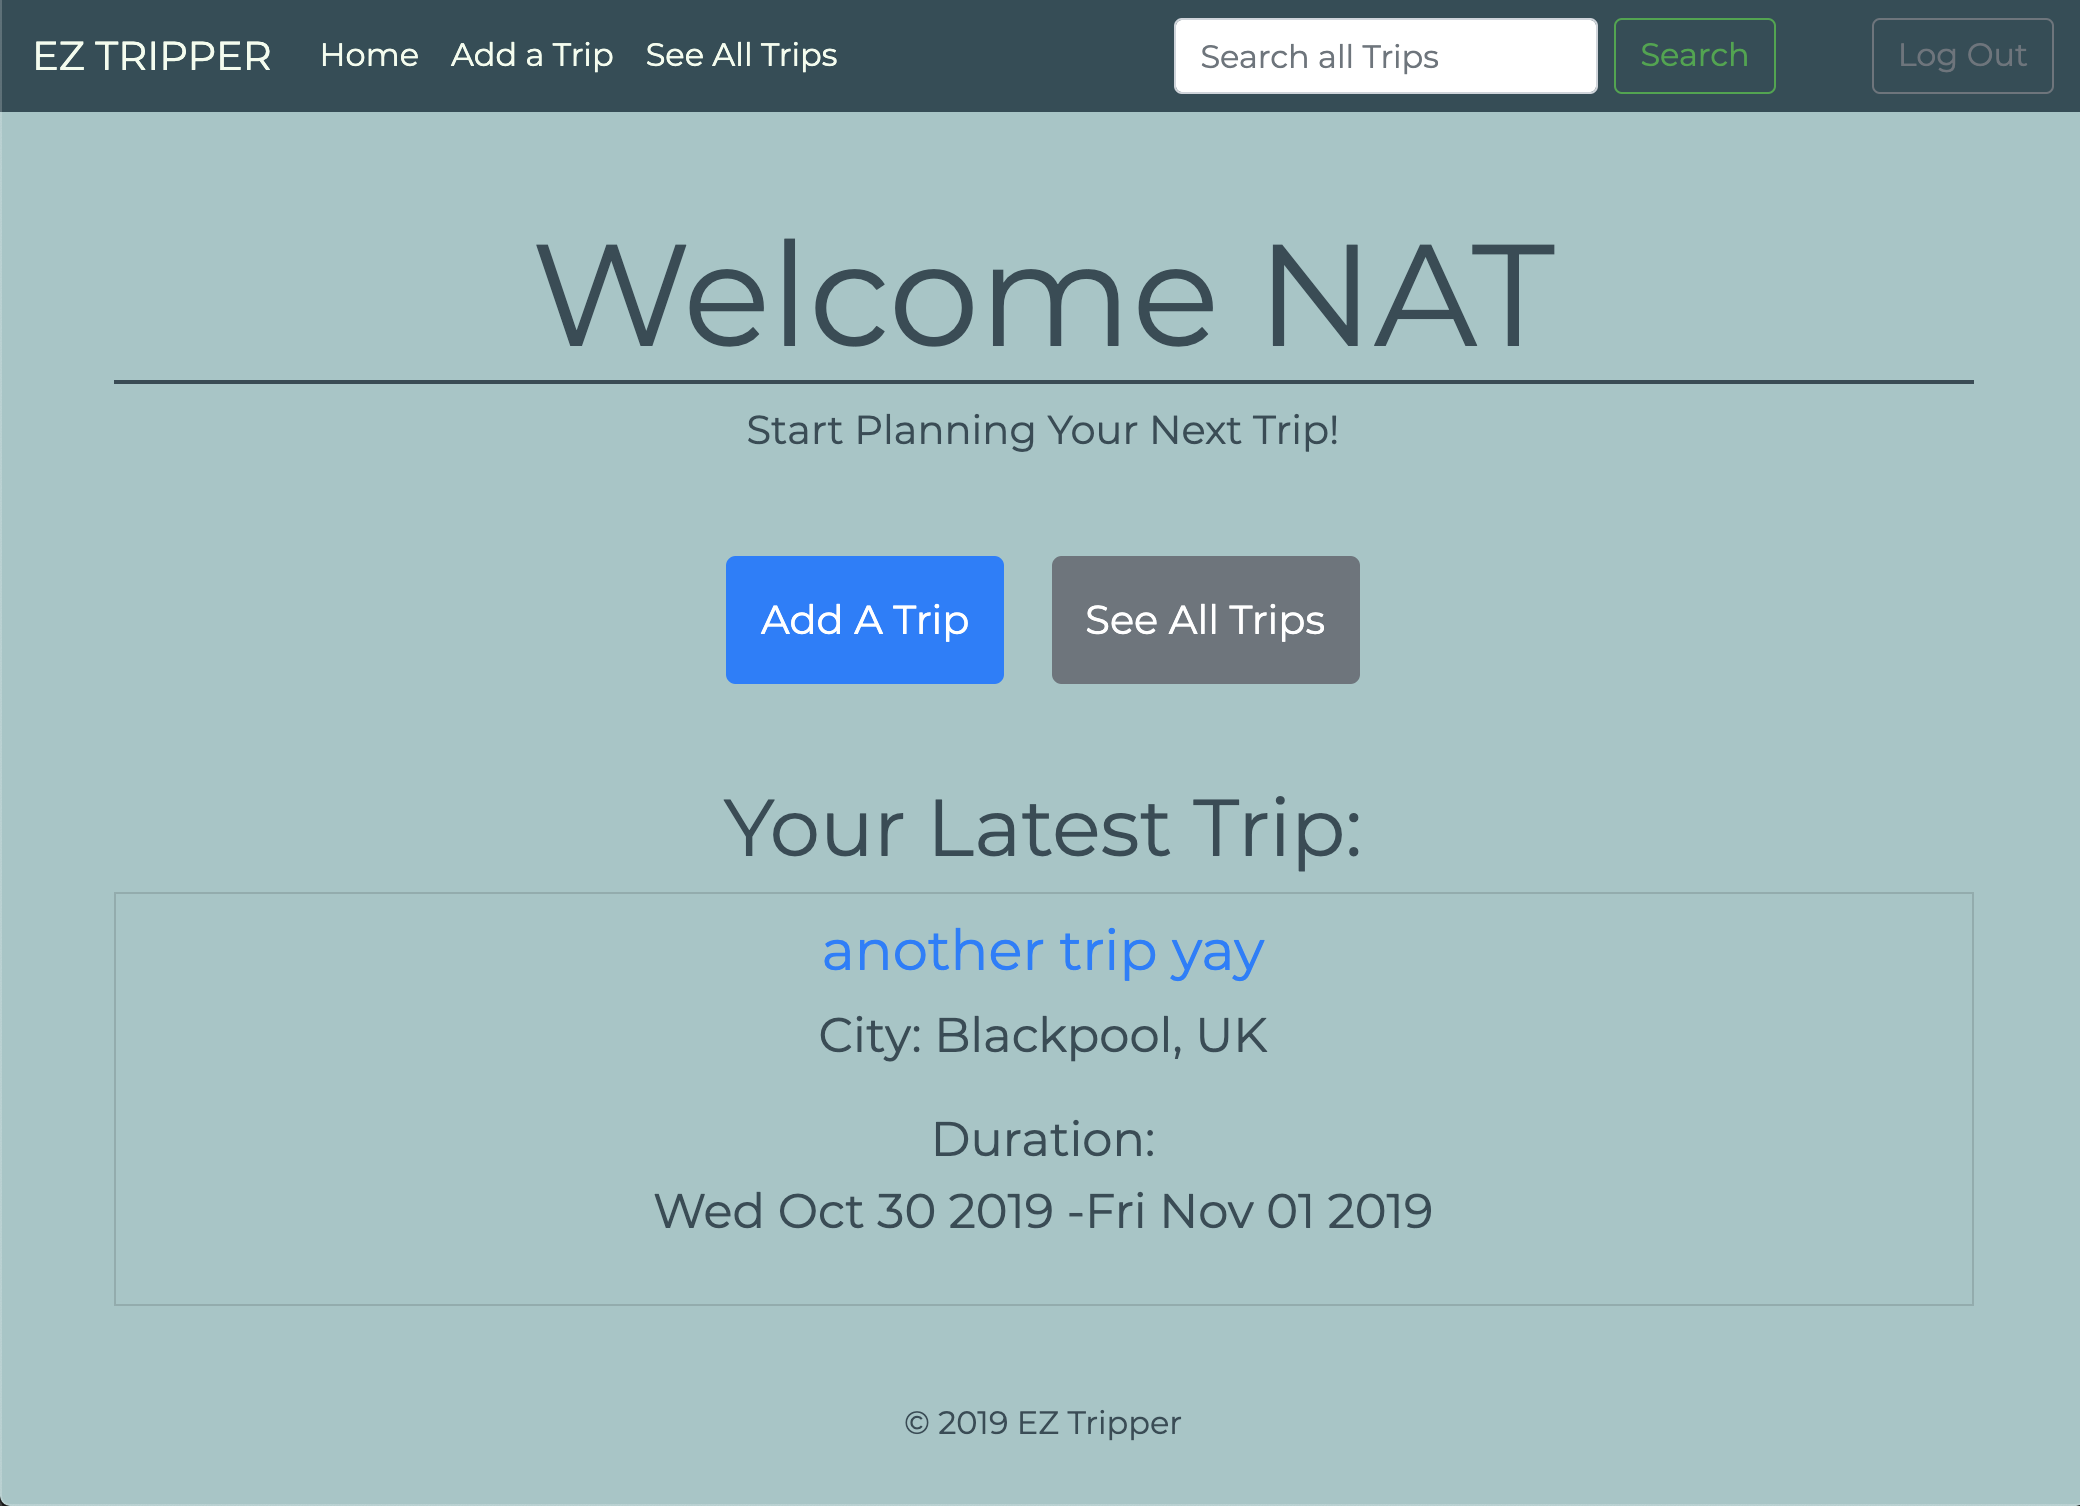 EZ TRIPPER Home Add a Trip See All Trips Search all Trips Search Log Out
Welcome NAT
Start Planning Your Next Trip!
Add A Trip See All Trips
Your Latest Trip:
another trip yay
City: Blackpool, UK
Duration:
Wed Oct 30 2019 -Fri Nov 01 2019
© 2019 EZ Tripper